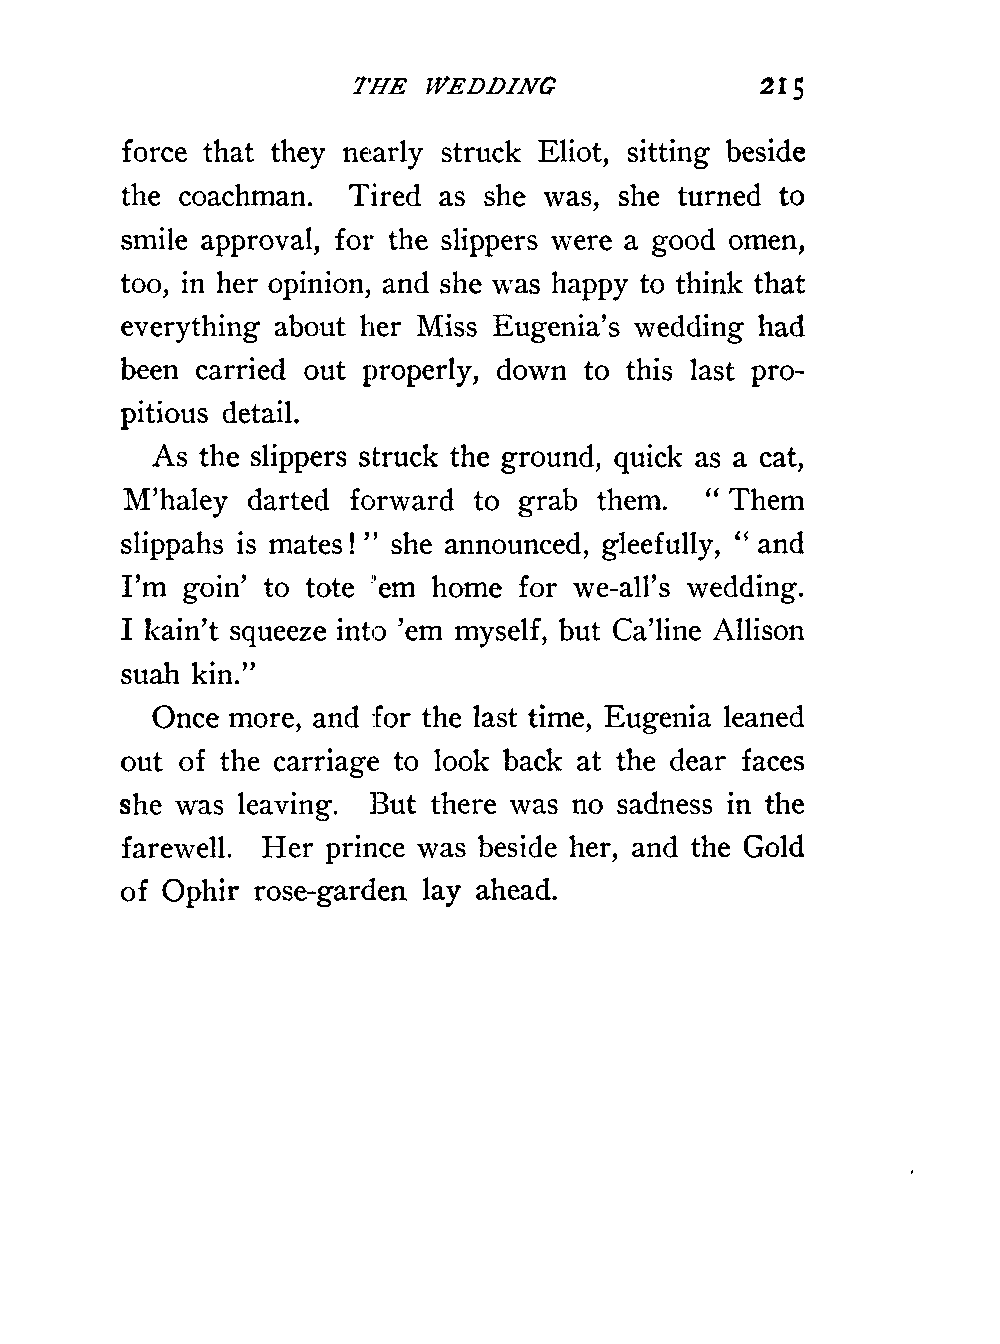 THE WEDDING 215
force that they nearly struck Eliot, sitting beside
the coachman. Tired as she was, she turned to
smile approval, for the slippers were a good omen,
too, in her opinion, and she was happy to think that
everything about her Miss Eugenia's wedding had
been carried out properly, down to this last pro-
pitious detail.
As the slippers struck the ground, quick as a cat,
M'haley darted forward to grab them. "Them
slippahs is mates!" she announced, gleefully, "and
I'm goin' to tote 'em home for we-all's wedding.
I kain't squeeze into 'em myself, but Ca'line Allison
suah kin."
Once more, and for the last time, Eugenia leaned
out of the carriage to look back at the dear faces
she was leaving. But there was no sadness in the
farewell. Her prince was beside her, and the Gold
of Ophir rose-garden lay ahead.